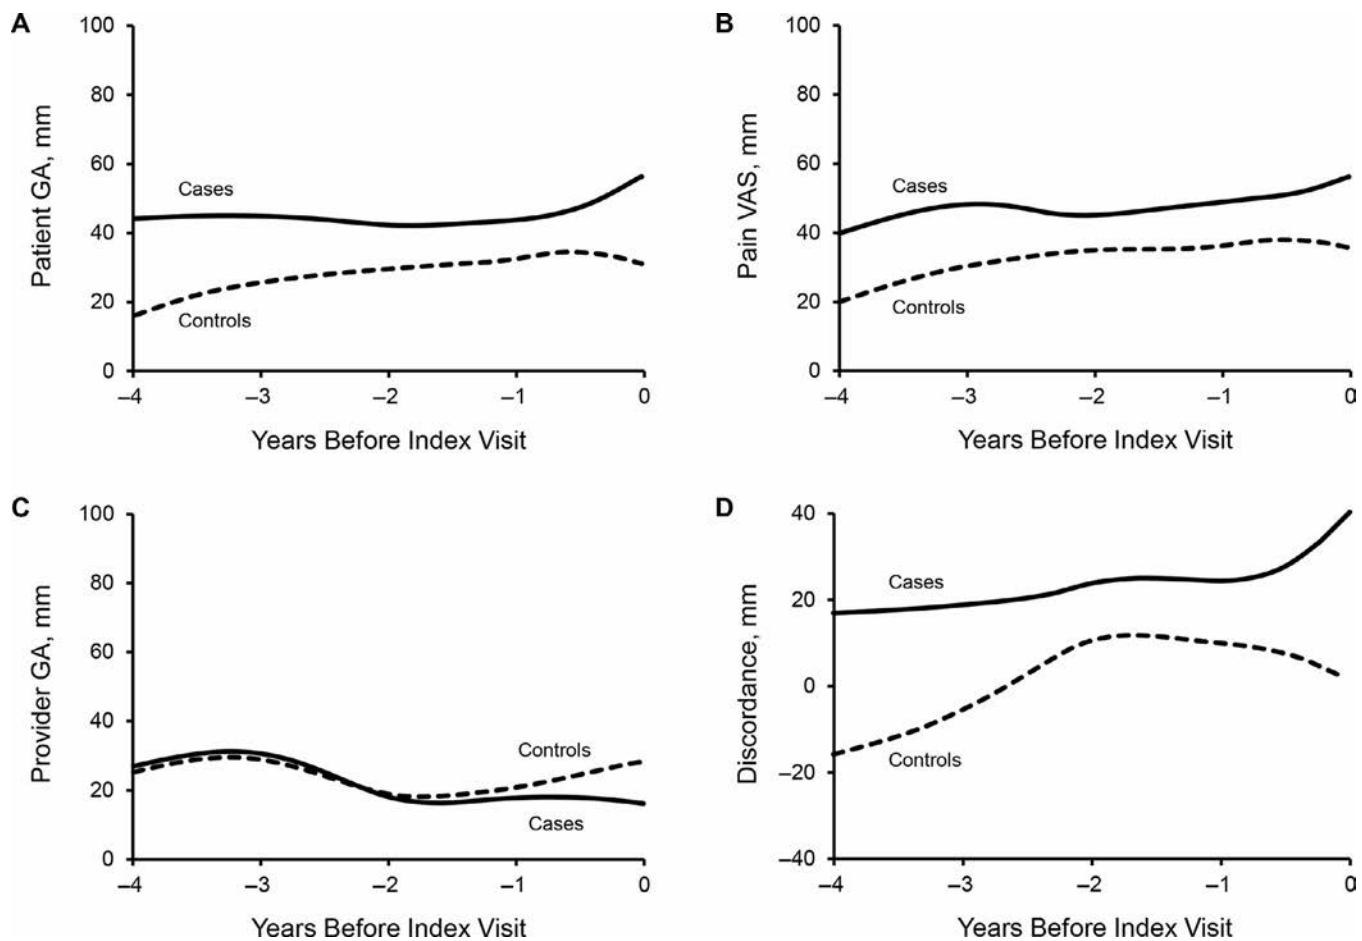 A
Patient GA, mm
100
80
60
40
20
0
Cases
Controls
–4
–3
–2
–1
0
Years Before Index Visit
B
Pain VAS, mm
100
80
60
40
20
0
Cases
Controls
–4
–3
–2
–1
0
Years Before Index Visit
C
Provider GA, mm
100
80
60
40
20
0
Controls
Cases
–4
–3
–2
–1
0
Years Before Index Visit
D
Discordance, mm
40
20
0
–20
–40
Cases
Controls
–4
–3
–2
–1
0
Years Before Index Visit